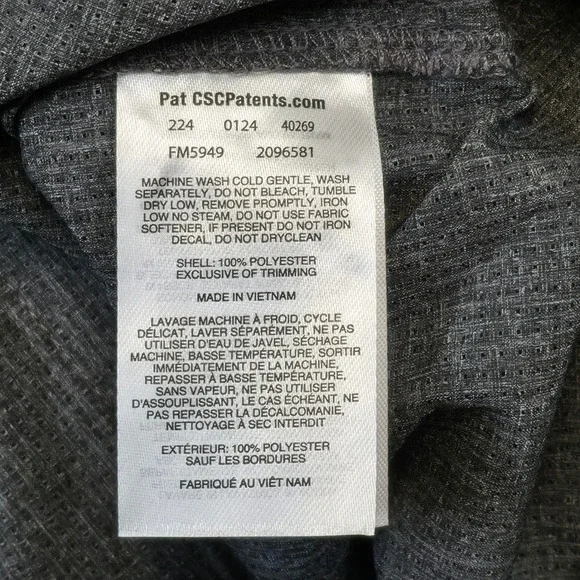 Pat CSCPatents.com
224 0124 40269
FM5949 2096581
MACHINE WASH COLD GENTLE, WASH
SEPARATELY, DO NOT BLEACH, TUMBLE
DRY LOW, REMOVE PROMPTLY, IRON
LOW NO STEAM, DO NOT USE FABRIC
SOFTENER, IF PRESENT DO NOT IRON
DECAL, DO NOT DRYCLEAN
SHELL: 100% POLYESTER
EXCLUSIVE OF TRIMMING
MADE IN VIETNAM
LAVAGE MACHINE À FROID, CYCLE
DÉLICAT, LAVER SÉPARÉMENT, NE PAS
UTILISER D'EAU DE JAVEL, SÉCHAGE
MACHINE, BASSE TEMPÉRATURE, SORTIR
IMMÉDIATEMENT DE LA MACHINE,
REPASSER À BASSE TEMPÉRATURE,
SANS VAPEUR, NE PAS UTILISER
D'ASSOUPLISSANT, LE CAS ÉCHÉANT, NE
PAS REPASSER LA DÉCALCOMANIE,
NETTOYAGE À SEC INTERDIT
EXTÉRIEUR: 100% POLYESTER
SAUF LES BORDURES
FABRIQUÉ AU VIÊT NAM